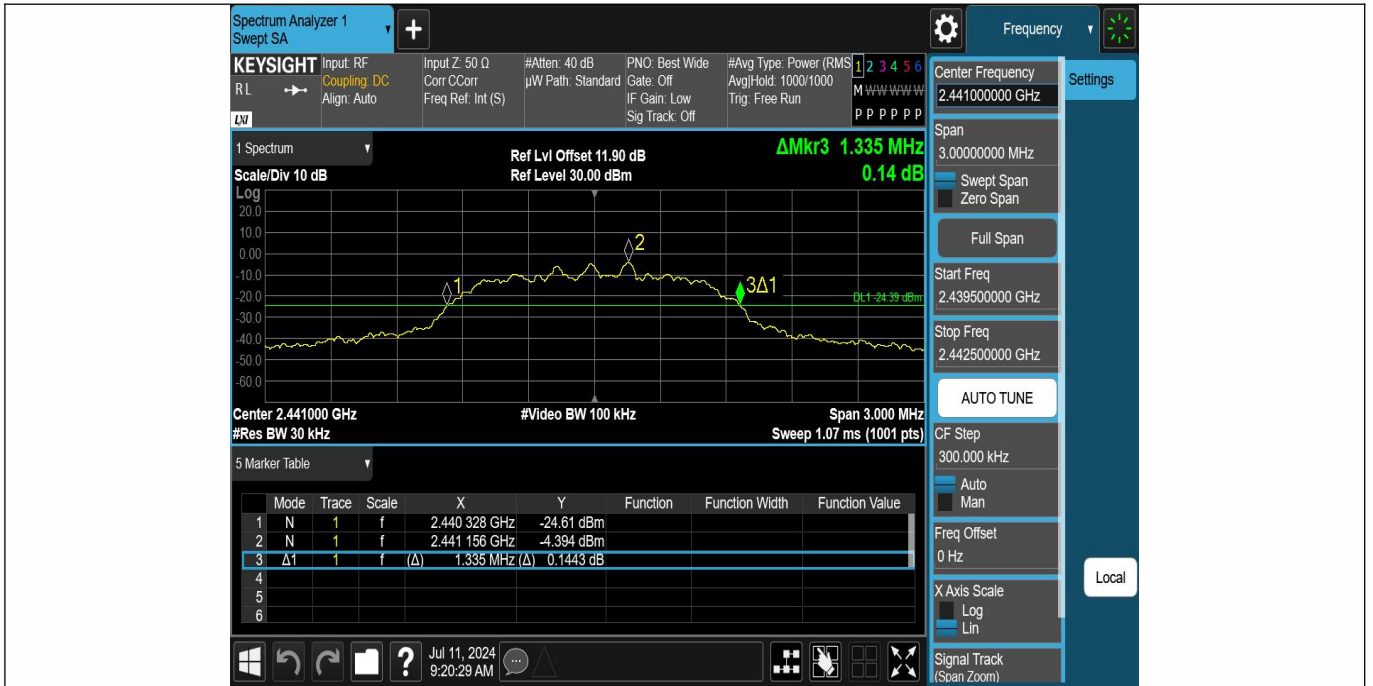 Spectrum Analyzer 1
Swept SA
+
Frequency
KEYSIGHT
RL
LXI
Input: RF
Coupling: DC
Align: Auto
Input Z: 50 Ω
Corr CCorr
Freq Ref: Int (S)
#Atten: 40 dB
µW Path: Standard
PNO: Best Wide
Gate: Off
IF Gain: Low
Sig Track: Off
#Avg Type: Power (RMS
Avg|Hold: 1000/1000
Trig: Free Run
1 2 3 4 5 6
M W W W W W
P P P P P P
1 Spectrum
Scale/Div 10 dB
Ref Lvl Offset 11.90 dB
Ref Level 30.00 dBm
ΔMkr3 1.335 MHz
0.14 dB
Log
20.0
10.0
0.00
-10.0
-20.0
-30.0
-40.0
-50.0
-60.0
1
2
3Δ1
DL1 -24.39 dBm
Center 2.441000 GHz
#Res BW 30 kHz
#Video BW 100 kHz
Span 3.000 MHz
Sweep 1.07 ms (1001 pts)
5 Marker Table
Mode Trace Scale X Y Function Function Width Function Value
1 N 1 f 2.440 328 GHz -24.61 dBm
2 N 1 f 2.441 156 GHz -4.394 dBm
3 Δ1 1 f (Δ) 1.335 MHz (Δ) 0.1443 dB
4
5
6
?
Jul 11, 2024
9:20:29 AM
Center Frequency
2.441000000 GHz
Settings
Span
3.00000000 MHz
Swept Span
Zero Span
Full Span
Start Freq
2.439500000 GHz
Stop Freq
2.442500000 GHz
AUTO TUNE
CF Step
300.000 kHz
Auto
Man
Freq Offset
0 Hz
X Axis Scale
Log
Lin
Signal Track
(Span Zoom)
Local